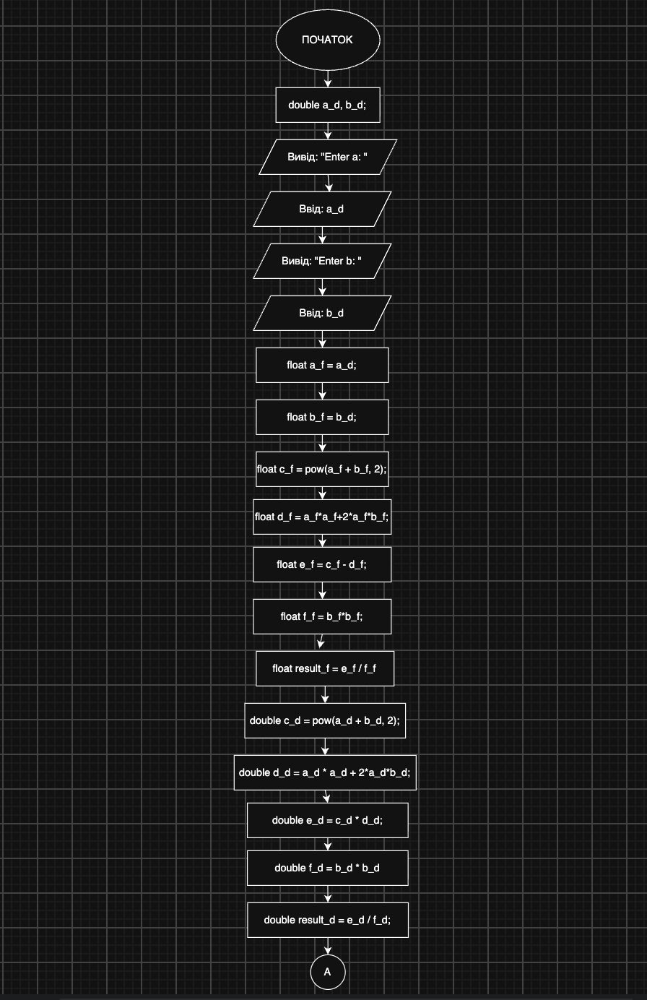 ПОЧАТОК
double a_d, b_d;
Вивід: "Enter a: "
Ввід: a_d
Вивід: "Enter b: "
Ввід: b_d
float a_f = a_d;
float b_f = b_d;
float c_f = pow(a_f + b_f, 2);
float d_f = a_f*a_f+2*a_f*b_f;
float e_f = c_f - d_f;
float f_f = b_f*b_f;
float result_f = e_f / f_f
double c_d = pow(a_d + b_d, 2);
double d_d = a_d * a_d + 2*a_d*b_d;
double e_d = c_d * d_d;
double f_d = b_d * b_d
double result_d = e_d / f_d;
A